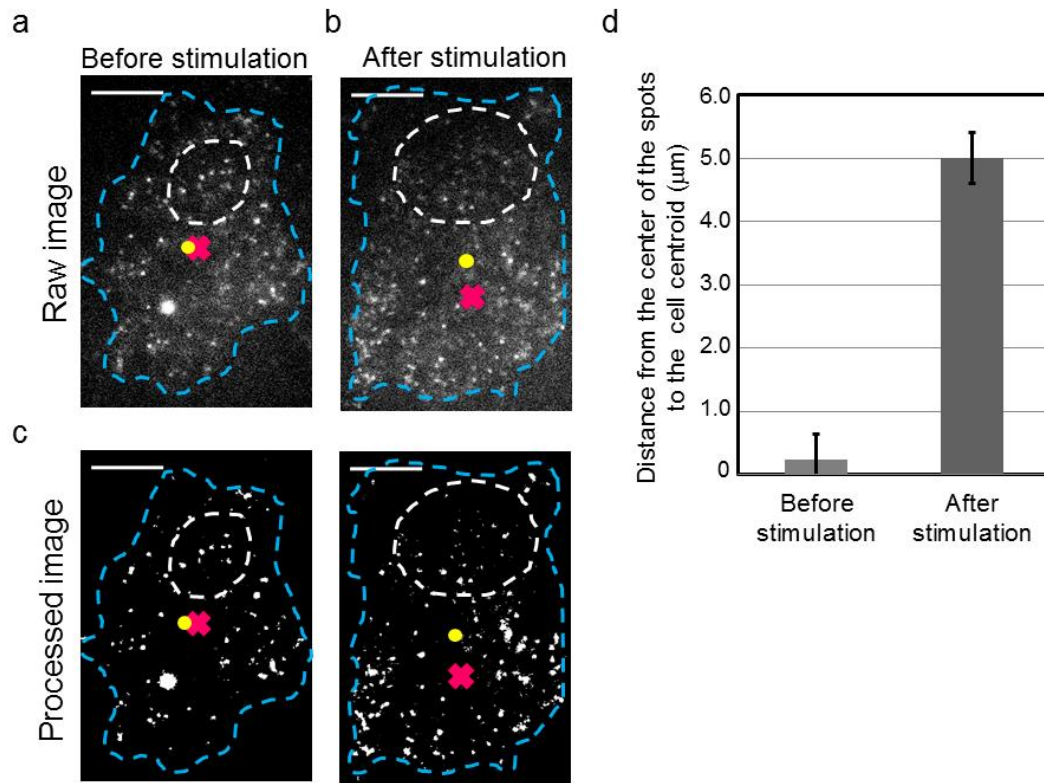 a
Before stimulation
b
After stimulation
Raw image
c
Processed image
d
Distance from the center of the spots
to the cell centroid (μm)
6.0
5.0
4.0
3.0
2.0
1.0
0
Before
stimulation
After
stimulation